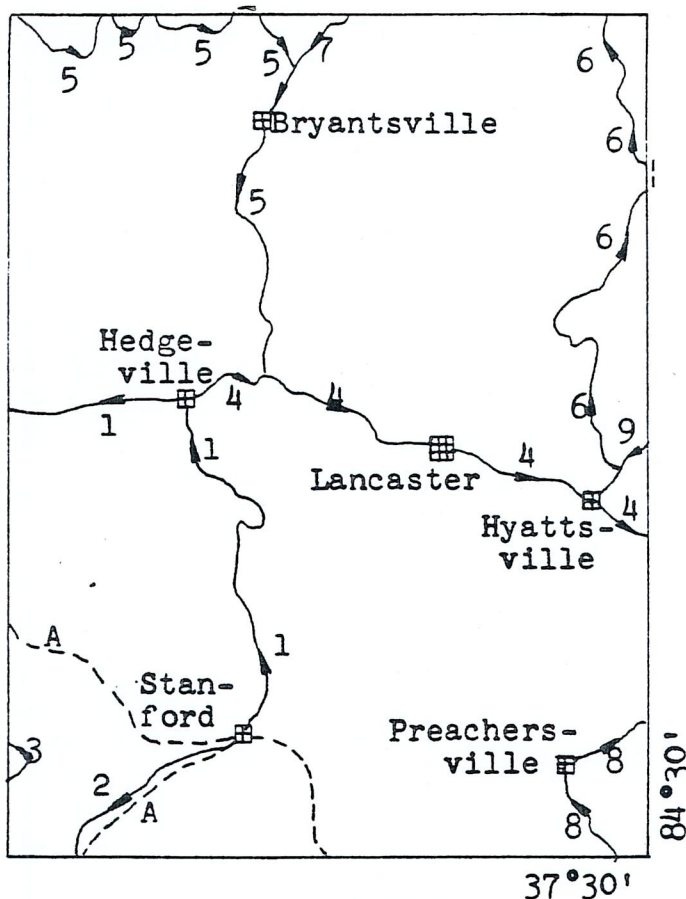 5 5 5 5 7 6
Bryantsville
6
5
6
Hedge-
ville
1 4 4
6 9
1
Lancaster
4
4
Hyatts-
ville
A
1
Stan-
ford
Preachers-
ville
3
8
2
A
8
84°30'
37°30'